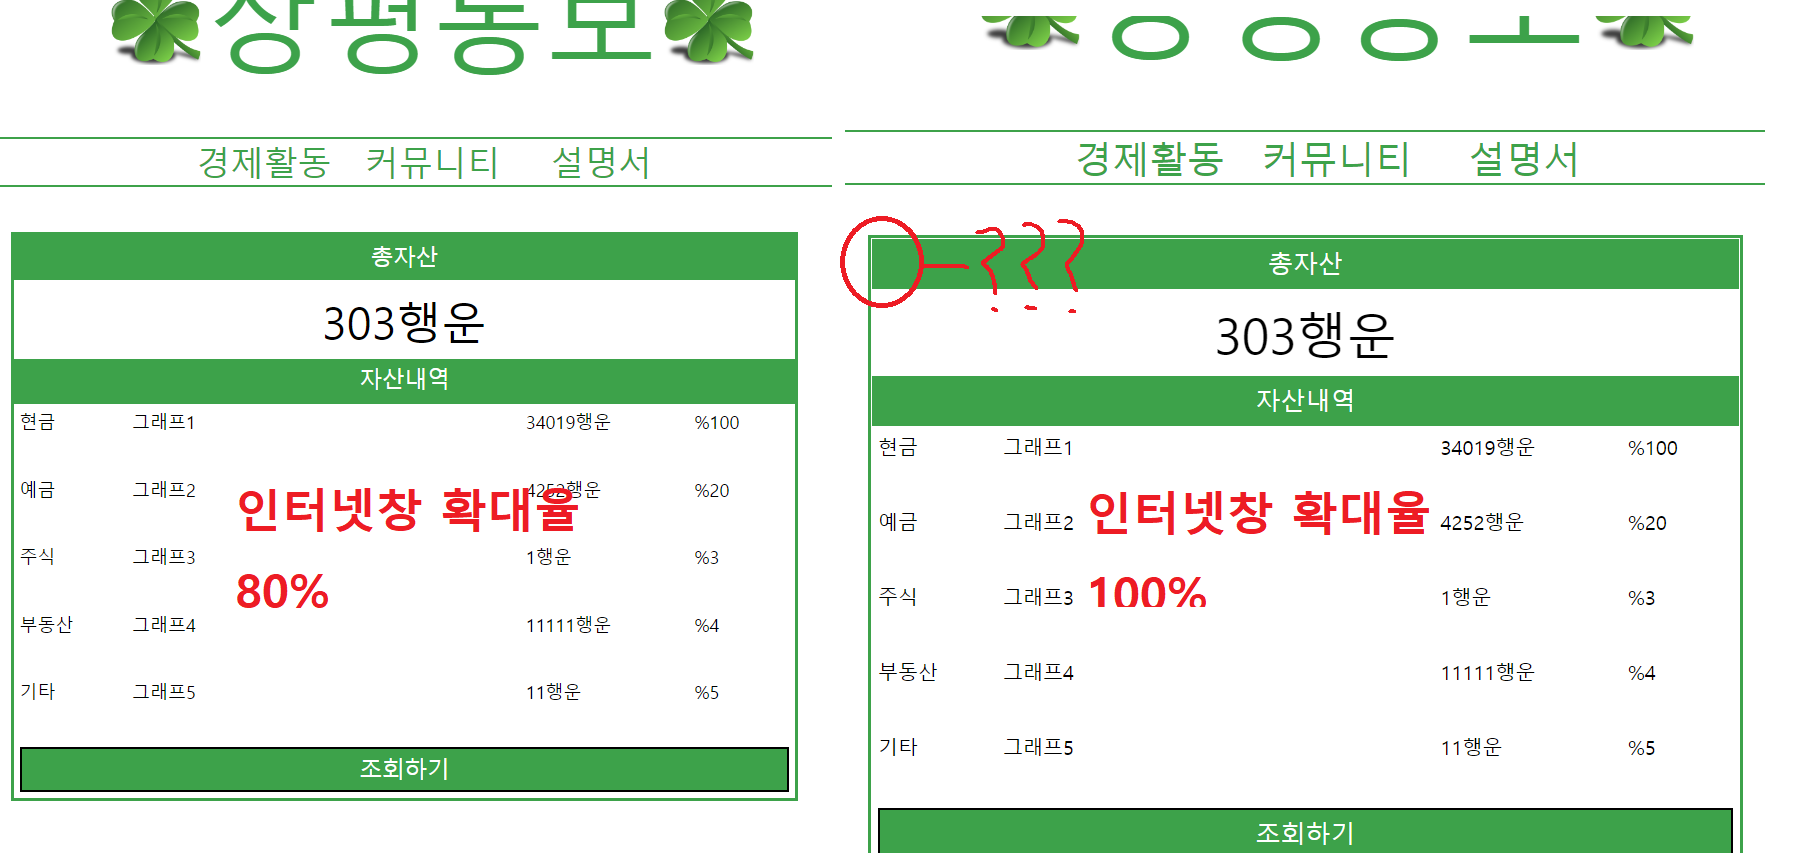 경제활동 커뮤니티 설명서
총자산
303행운
자산내역
현금 그래프1 34019행운 %100
예금 그래프2 4252행운 %20
주식 그래프3 1행운 %3
부동산 그래프4 11111행운 %4
기타 그래프5 11행운 %5
조회하기
인터넷창 확대율
80%
경제활동 커뮤니티 설명서
총자산
???
303행운
자산내역
현금 그래프1 34019행운 %100
예금 그래프2 4252행운 %20
주식 그래프3 1행운 %3
부동산 그래프4 11111행운 %4
기타 그래프5 11행운 %5
조회하기
인터넷창 확대율
100%